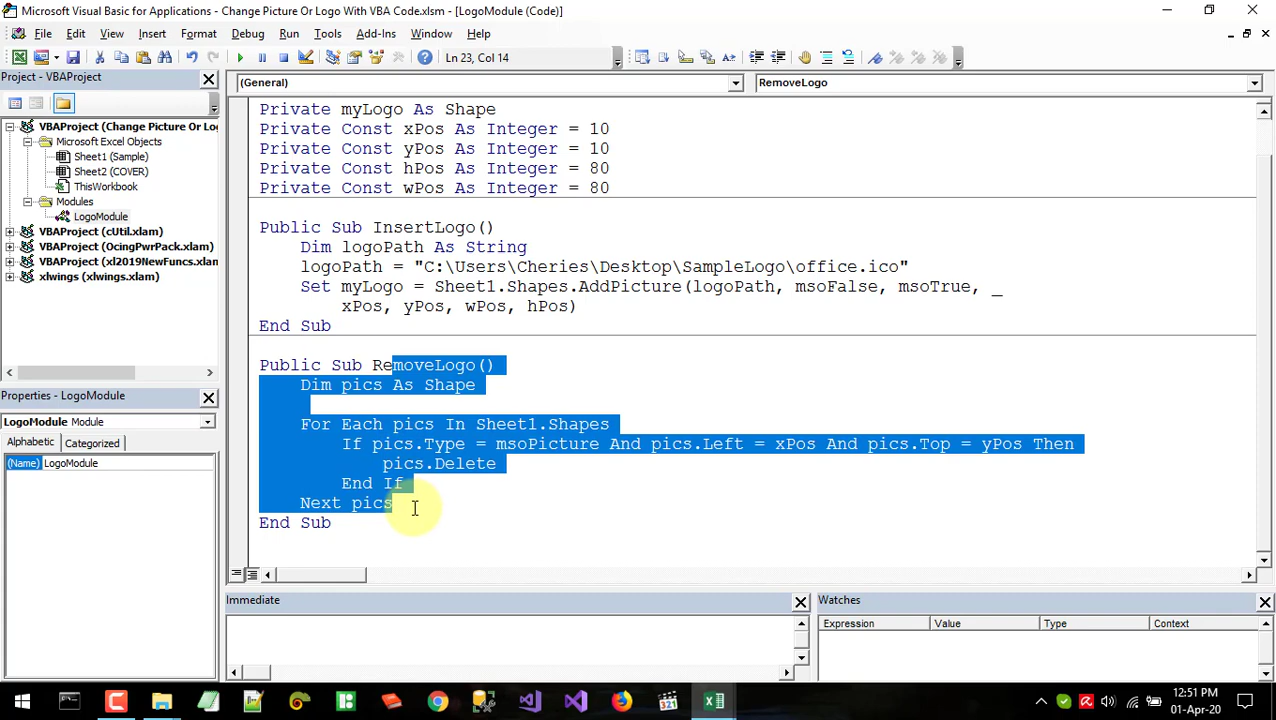 Microsoft Visual Basic for Applications - Change Picture Or Logo With VBA Code.xlsm - [LogoModule (Code)]
File Edit View Insert Format Debug Run Tools Add-Ins Window Help
Ln 23, Col 14
Project - VBAProject
(General)
RemoveLogo
VBAProject (Change Picture Or Lo
Microsoft Excel Objects
Sheet1 (Sample)
Sheet2 (COVER)
ThisWorkbook
Modules
LogoModule
VBAProject (cUtil.xlam)
VBAProject (OcingPwrPack.xlam)
VBAProject (xl2019NewFuncs.xlam
xlwings (xlwings.xlam)
Properties - LogoModule
LogoModule Module
Alphabetic Categorized
(Name) LogoModule
Private myLogo As Shape
Private Const xPos As Integer = 10
Private Const yPos As Integer = 10
Private Const hPos As Integer = 80
Private Const wPos As Integer = 80
Public Sub InsertLogo()
Dim logoPath As String
logoPath = "C:\Users\Cheries\Desktop\SampleLogo\office.ico"
Set myLogo = Sheet1.Shapes.AddPicture(logoPath, msoFalse, msoTrue, _
xPos, yPos, wPos, hPos)
End Sub
Public Sub RemoveLogo()
Dim pics As Shape
For Each pics In Sheet1.Shapes
If pics.Type = msoPicture And pics.Left = xPos And pics.Top = yPos Then
pics.Delete
End If
Next pics
End Sub
Immediate
Watches
Expression Value Type Context
321
12:51 PM
01-Apr-20